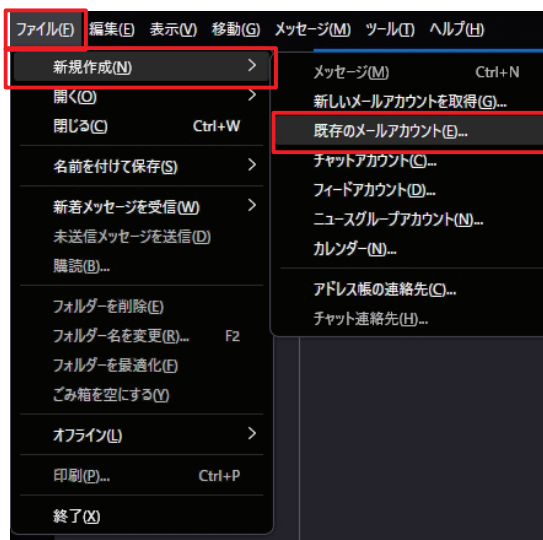 ファイル(F) 編集(E) 表示(V) 移動(G) メッセージ(M) ツール(T) ヘルプ(H)
新規作成(N) >
開く(O) >
閉じる(C) Ctrl+W
名前を付けて保存(S) >
新着メッセージを受信(W) >
未送信メッセージを送信(D)
購読(B)...
フォルダーを削除(E)
フォルダー名を変更(R)... F2
フォルダーを最適化(F)
ごみ箱を空にする(Y)
オフライン(L) >
印刷(P)... Ctrl+P
終了(X)
メッセージ(M) Ctrl+N
新しいメールアカウントを取得(G)...
既存のメールアカウント(E)...
チャットアカウント(C)...
フィードアカウント(D)...
ニュースグループアカウント(N)...
カレンダー(N)...
アドレス帳の連絡先(C)...
チャット連絡先(H)...